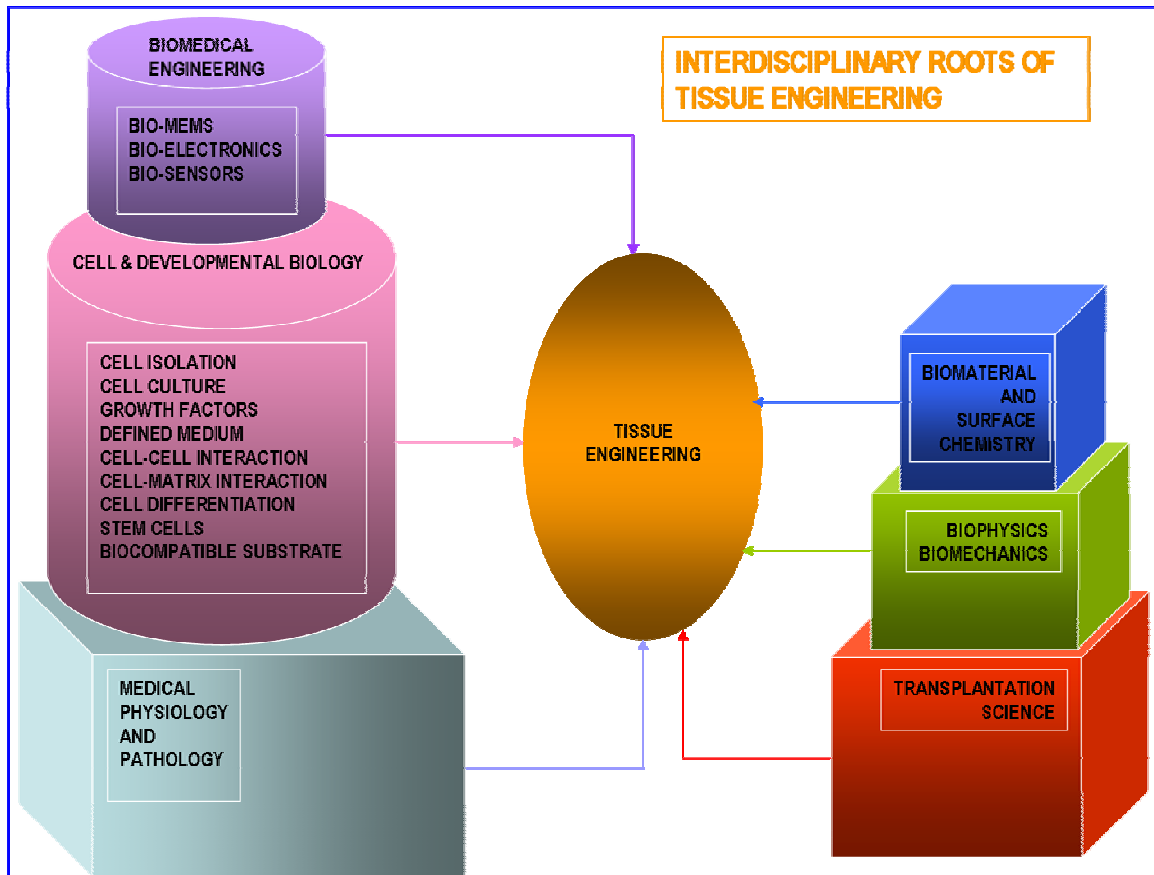 BIOMEDICAL
ENGINEERING
BIO-MEMS
BIO-ELECTRONICS
BIO-SENSORS
INTERDISCIPLINARY ROOTS OF
TISSUE ENGINEERING
CELL & DEVELOPMENTAL BIOLOGY
CELL ISOLATION
CELL CULTURE
GROWTH FACTORS
DEFINED MEDIUM
CELL-CELL INTERACTION
CELL-MATRIX INTERACTION
CELL DIFFERENTIATION
STEM CELLS
BIOCOMPATIBLE SUBSTRATE
MEDICAL
PHYSIOLOGY
AND
PATHOLOGY
TISSUE
ENGINEERING
BIOMATERIAL
AND
SURFACE
CHEMISTRY
BIOPHYSICS
BIOMECHANICS
TRANSPLANTATION
SCIENCE